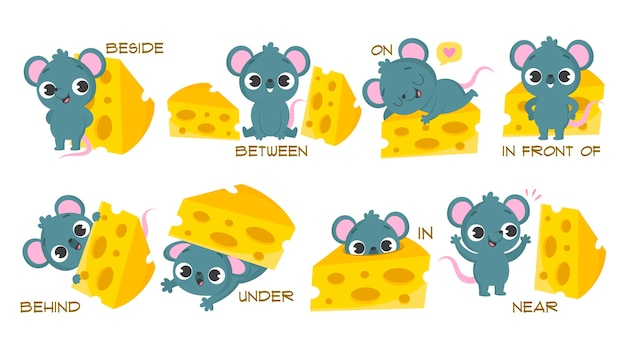 BESIDE
BETWEEN
ON
IN FRONT OF
BEHIND
UNDER
IN
NEAR